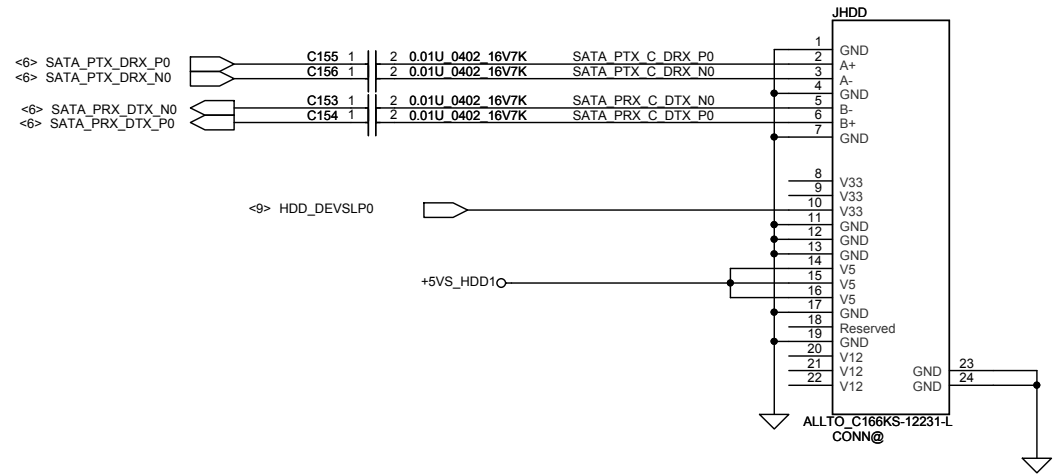 JHDD
1 GND
<6> SATA_PTX_DRX_P0 C155 1 2 0.01U_0402_16V7K SATA_PTX_C_DRX_P0 2 A+
<6> SATA_PTX_DRX_N0 C156 1 2 0.01U_0402_16V7K SATA_PTX_C_DRX_N0 3 A-
4 GND
<6> SATA_PRX_DTX_N0 C153 1 2 0.01U_0402_16V7K SATA_PRX_C_DTX_N0 5 B-
<6> SATA_PRX_DTX_P0 C154 1 2 0.01U_0402_16V7K SATA_PRX_C_DTX_P0 6 B+
7 GND
8 V33
9 V33
<9> HDD_DEVSLP0 10 V33
11 GND
12 GND
13 GND
14 V5
+5VS_HDD1 15 V5
16 V5
17 GND
18 Reserved
19 GND
20 V12
21 V12 GND 23
22 V12 GND 24
ALLTO_C166KS-12231-L
CONN@